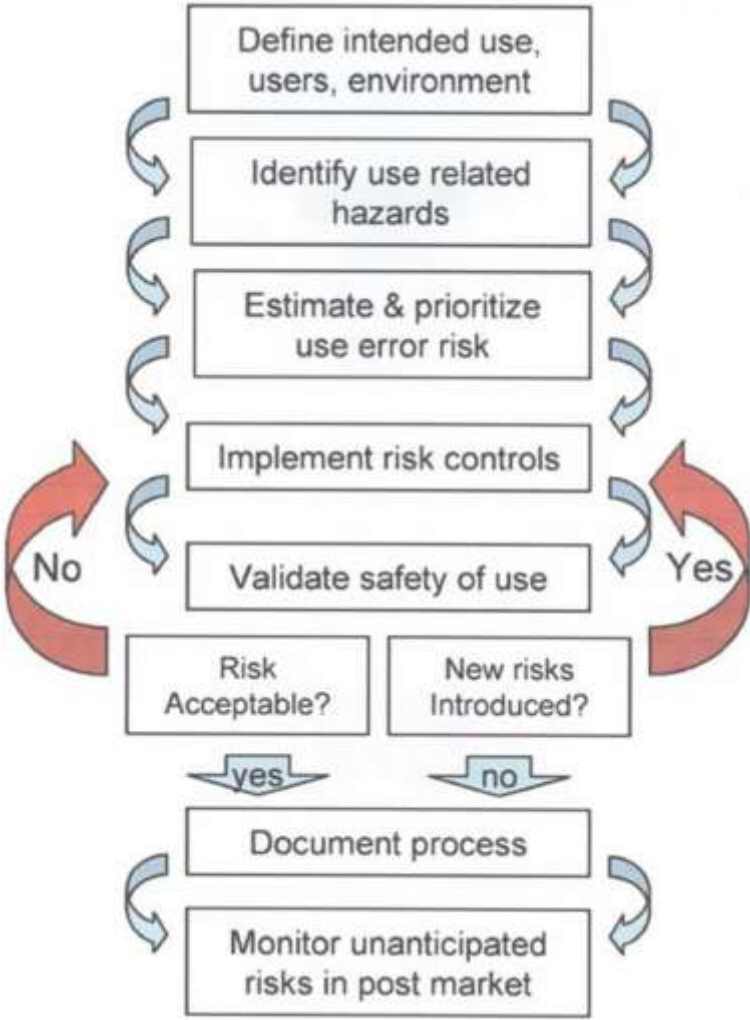 Define intended use,
users, environment
Identify use related
hazards
Estimate & prioritize
use error risk
Implement risk controls
No
Yes
Validate safety of use
Risk
Acceptable?
New risks
Introduced?
yes
no
Document process
Monitor unanticipated
risks in post market